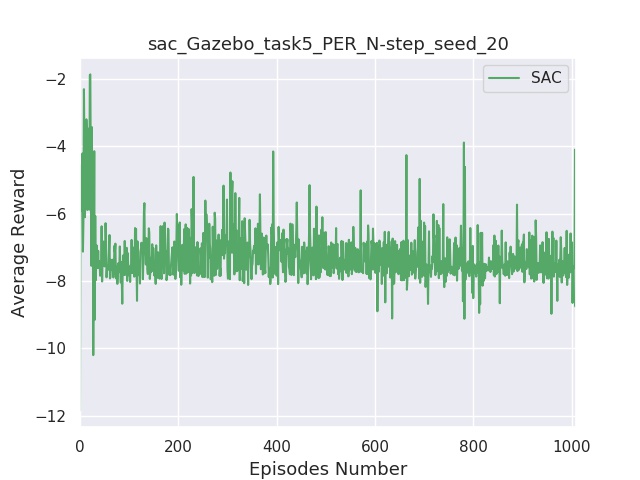 sac_Gazebo_task5_PER_N-step_seed_20
SAC
Average Reward
−2
−4
−6
−8
−10
−12
0 200 400 600 800 1000
Episodes Number